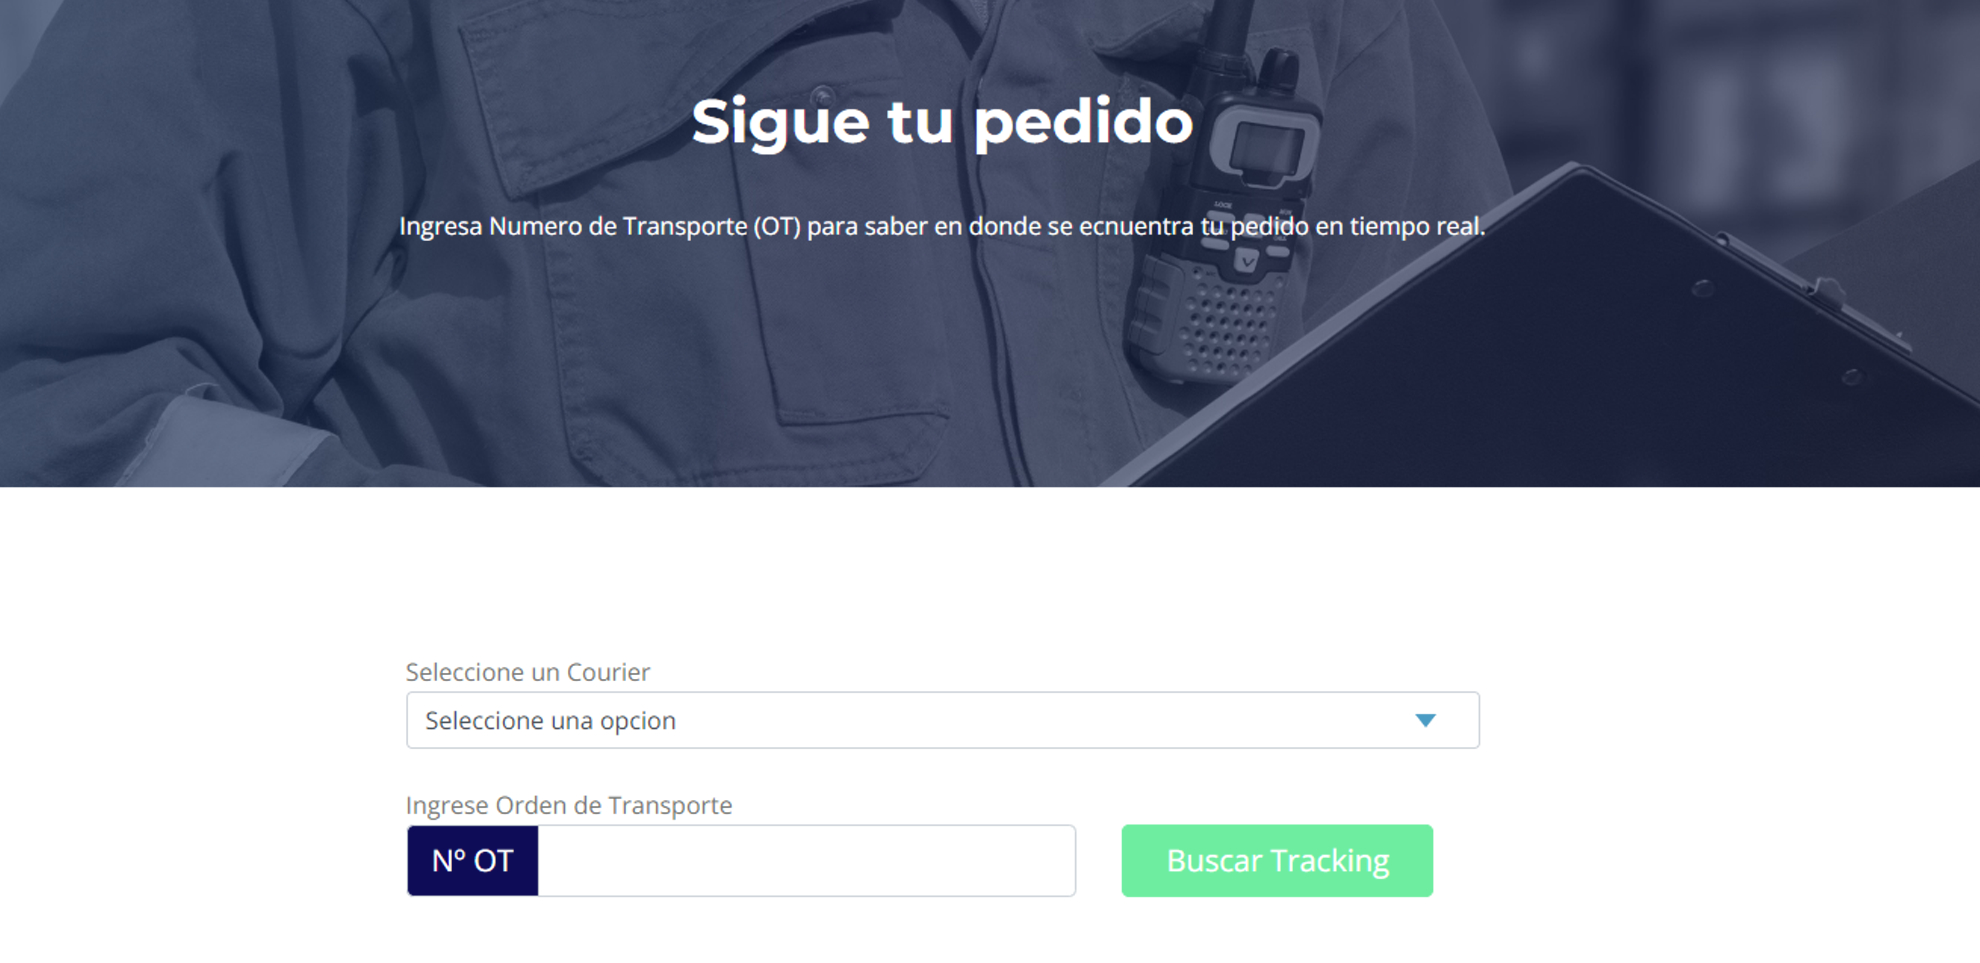 Sigue tu pedido
Ingresa Numero de Transporte (OT) para saber en donde se ecnuentra tu pedido en tiempo real.
Seleccione un Courier
Seleccione una opcion
Ingrese Orden de Transporte
Nº OT
Buscar Tracking